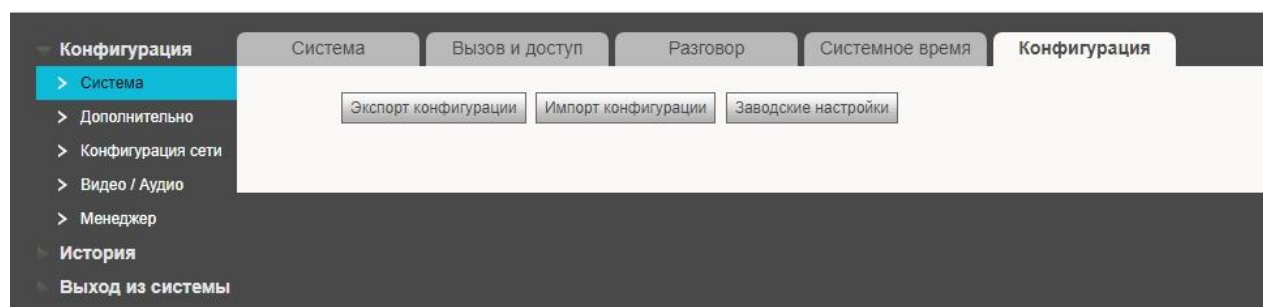 Конфигурация
Система
Дополнительно
Конфигурация сети
Видео / Аудио
Менеджер
История
Выход из системы
Система Вызов и доступ Разговор Системное время Конфигурация
Экспорт конфигурации Импорт конфигурации Заводские настройки